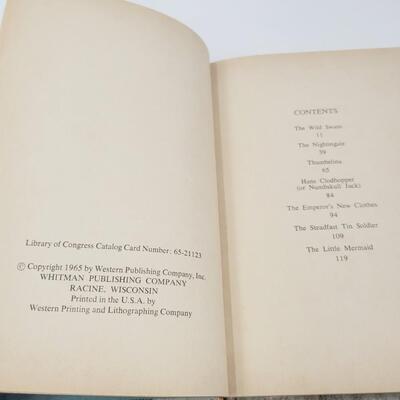 Library of Congress Catalog Card Number: 65-21123
© Copyright 1965 by Western Publishing Company, Inc.
WHITMAN PUBLISHING COMPANY
RACINE, WISCONSIN
Printed in the U.S.A. by
Western Printing and Lithographing Company
CONTENTS
The Wild Swans
11
The Nightingale
39
Thumbelina
65
Hans Clodhopper
(or Numbskull Jack)
84
The Emperor's New Clothes
94
The Steadfast Tin Soldier
109
The Little Mermaid
119